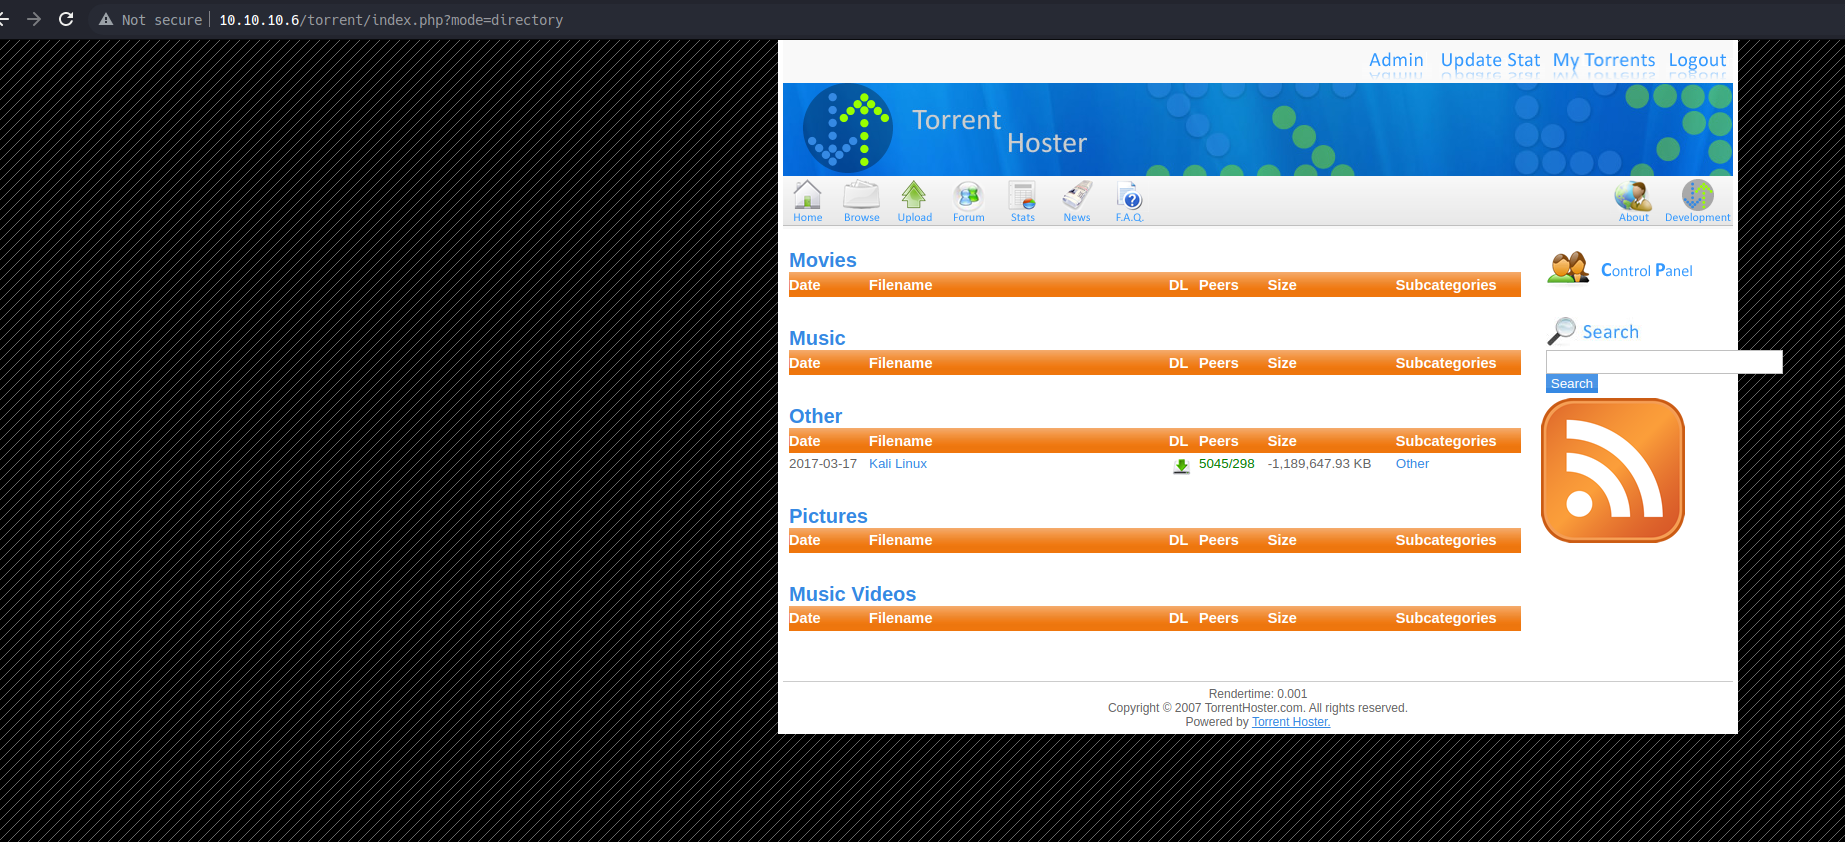 Not secure 10.10.10.6/torrent/index.php?mode=directory
Admin Update Stat My Torrents Logout
Torrent
Hoster
Home Browse Upload Forum Stats News F.A.Q. About Development
Movies
Date Filename DL Peers Size Subcategories
Control Panel
Search
Music
Date Filename DL Peers Size Subcategories
Search
Other
Date Filename DL Peers Size Subcategories
2017-03-17 Kali Linux 5045/298 -1,189,647.93 KB Other
Pictures
Date Filename DL Peers Size Subcategories
Music Videos
Date Filename DL Peers Size Subcategories
Rendertime: 0.001
Copyright © 2007 TorrentHoster.com. All rights reserved.
Powered by Torrent Hoster.